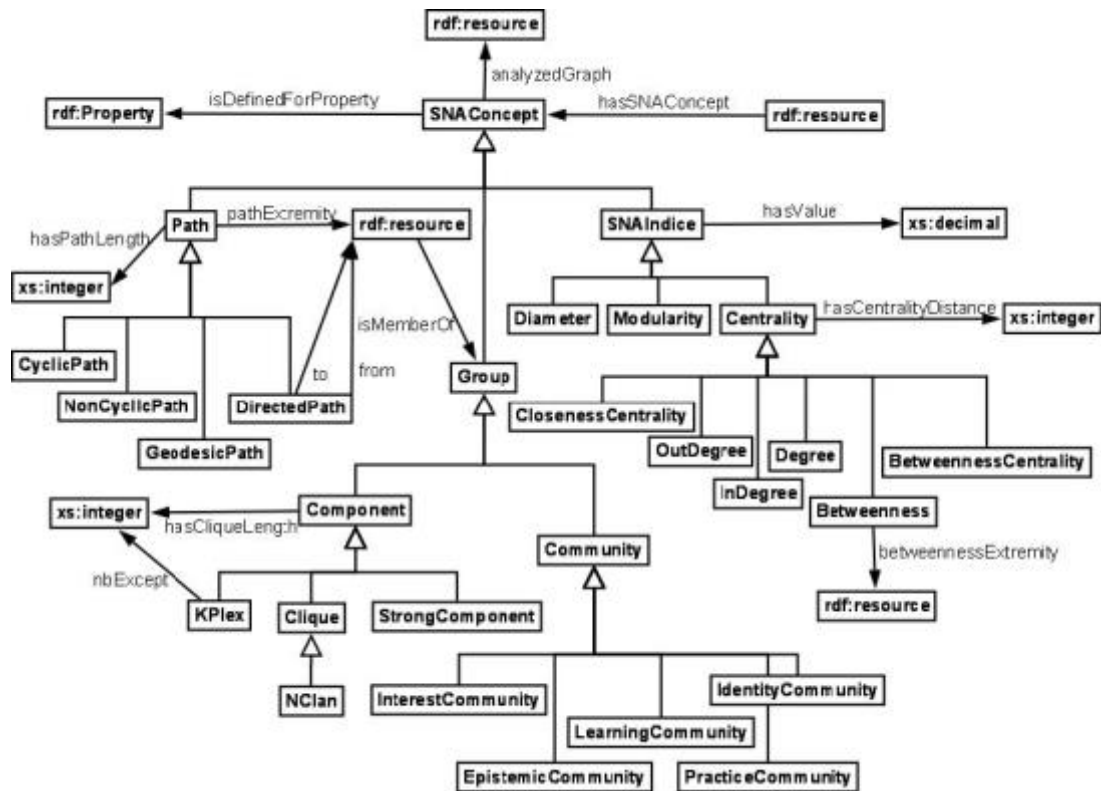 rdf:resource
analyzedGraph
isDefinedForProperty
hasSNAConcept
rdf:Property
SNAConcept
rdf:resource
Path
pathExcremity
rdf:resource
SNAIndice
hasValue
xs:decimal
hasPathLength
xs:integer
Diameter
Modularity
Centrality
hasCentralityDistance
xs:integer
isMemberOf
CyclicPath
to
from
Group
NonCyclicPath
DirectedPath
ClosenessCentrality
GeodesicPath
OutDegree
Degree
BetweennessCentrality
InDegree
xs:integer
hasCliqueLength
Component
Betweenness
Community
betweennessExtremity
nbExcept
KPlex
Clique
StrongComponent
rdf:resource
NClan
InterestCommunity
IdentityCommunity
LearningCommunity
EpistemicCommunity
PracticeCommunity